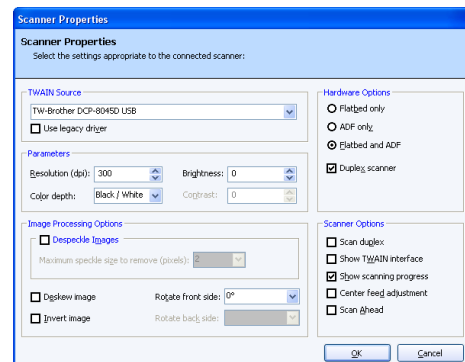 Scanner Properties
Scanner Properties
Select the settings appropriate to the connected scanner:
TWAIN Source
TW-Brother DCP-8045D USB
Use legacy driver
Hardware Options
Flatbed only
ADF only
Flatbed and ADF
Duplex scanner
Parameters
Resolution (dpi): 300 Brightness: 0
Color depth: Black / White Contrast: 0
Image Processing Options
Despeckle Images
Maximum speckle size to remove (pixels): 2
Deskew image Rotate front side: 0°
Invert image Rotate back side:
Scanner Options
Scan duplex
Show TWAIN interface
Show scanning progress
Center feed adjustment
Scan Ahead
OK Cancel